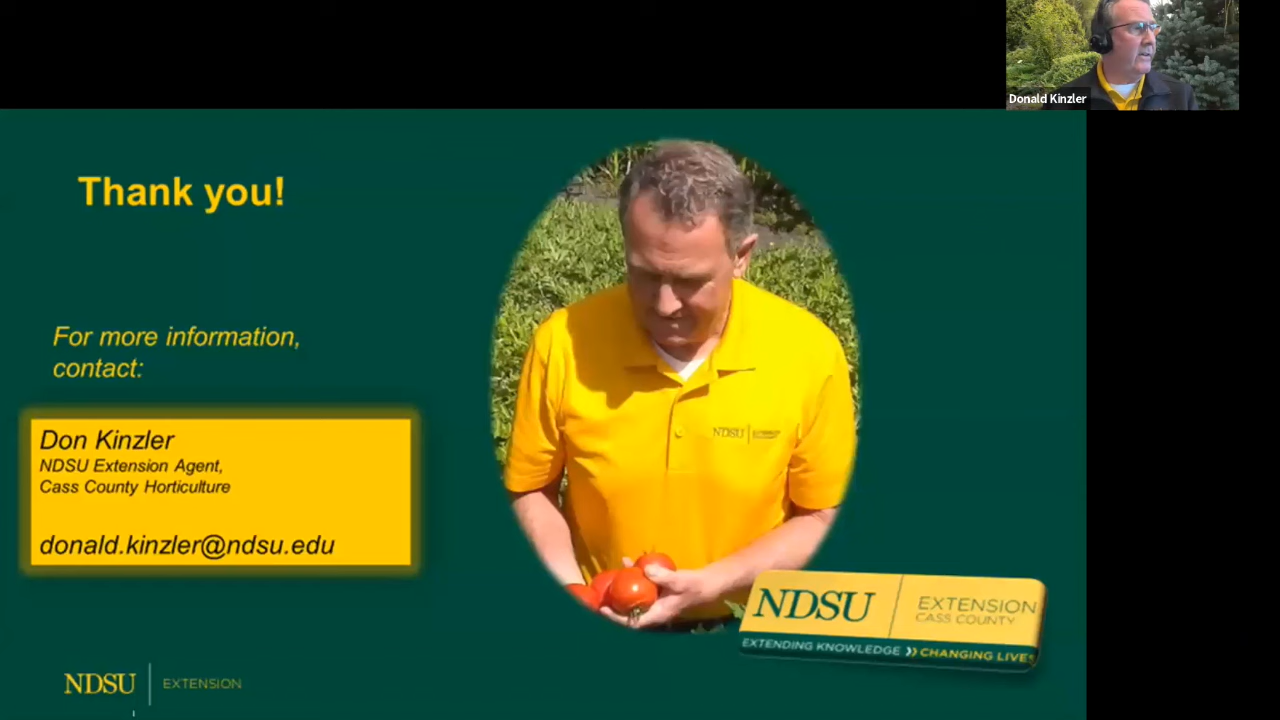 Donald Kinzler
Thank you!
For more information,
contact:
Don Kinzler
NDSU Extension Agent,
Cass County Horticulture
donald.kinzler@ndsu.edu
NDSU
NDSU EXTENSION
CASS COUNTY
EXTENDING KNOWLEDGE CHANGING LIVES
NDSU EXTENSION